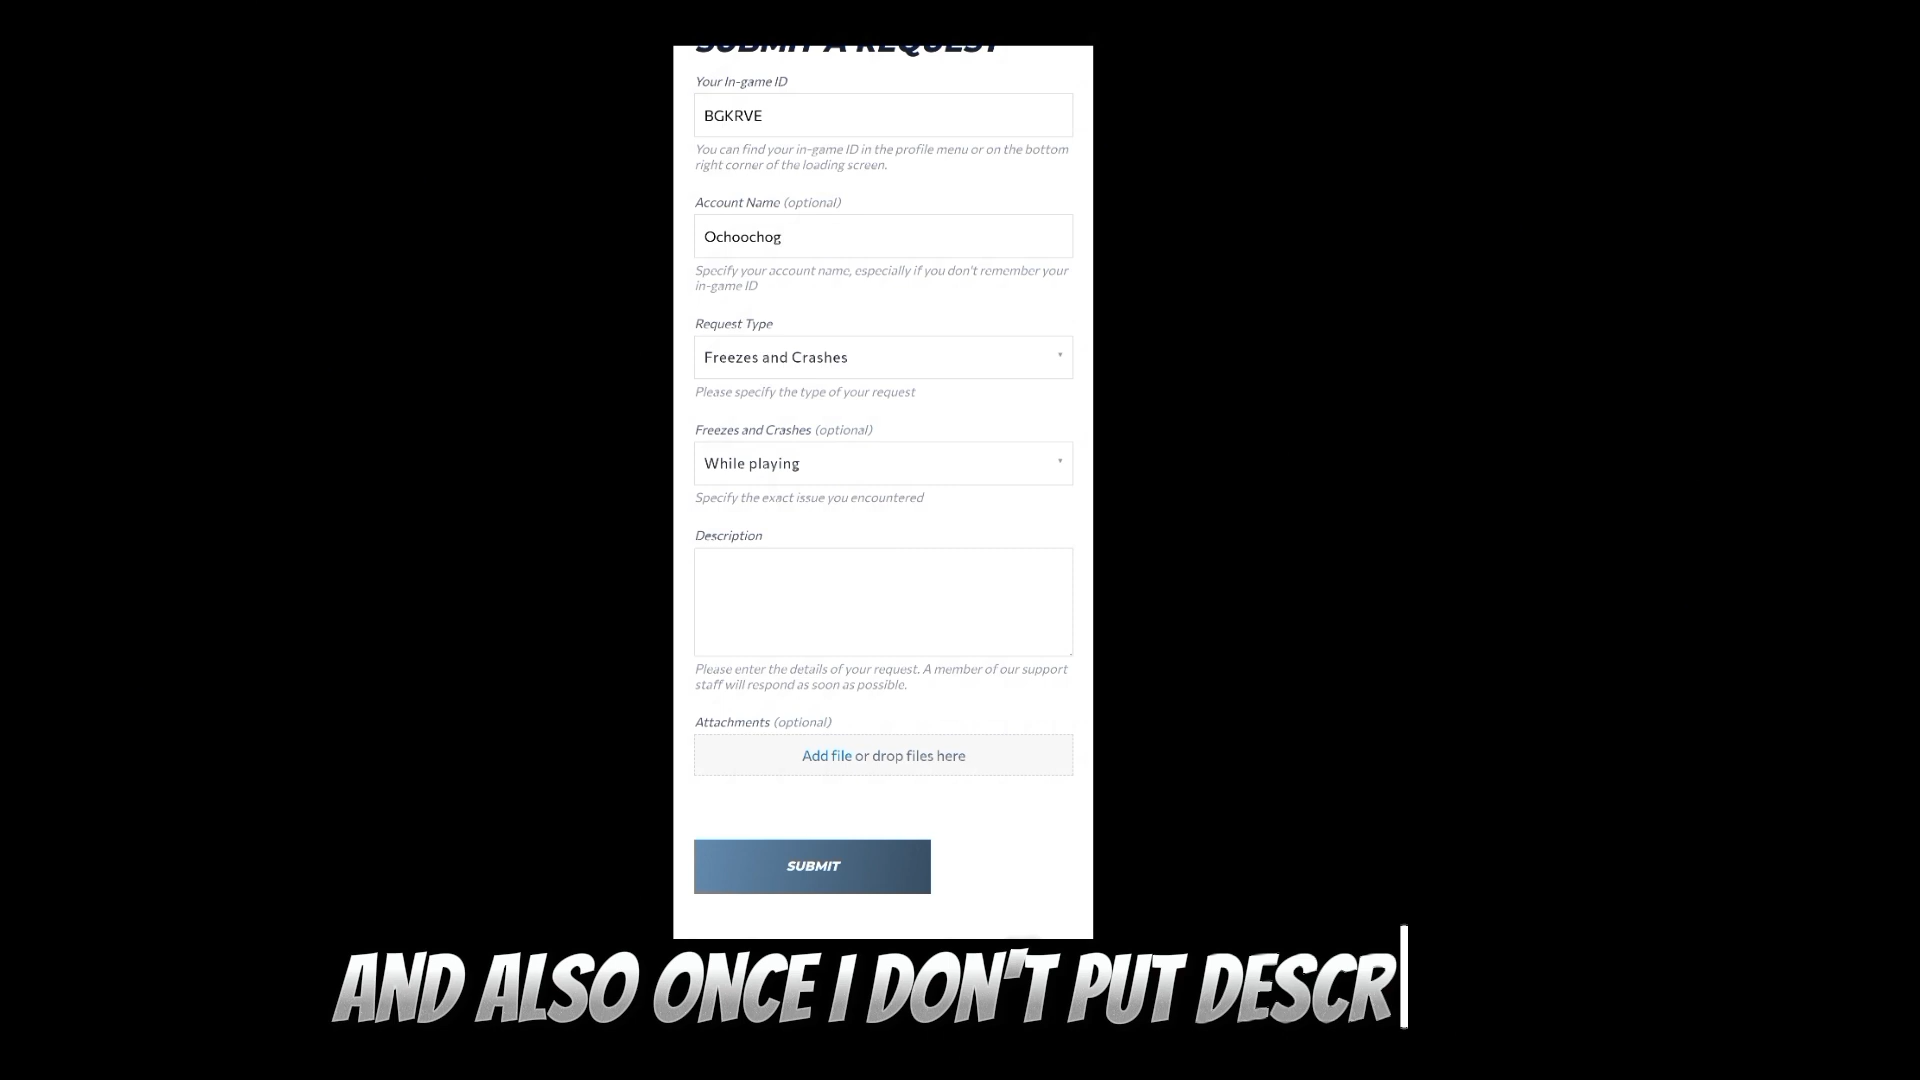 SUBMIT A REQUEST
Your In-game ID
BGKRVE
You can find your in-game ID in the profile menu or on the bottom
right corner of the loading screen.
Account Name (optional)
Ochoochog
Specify your account name, especially if you don't remember your
in-game ID
Request Type
Freezes and Crashes
Please specify the type of your request
Freezes and Crashes (optional)
While playing
Specify the exact issue you encountered
Description
Please enter the details of your request. A member of our support
staff will respond as soon as possible.
Attachments (optional)
Add file or drop files here
SUBMIT
AND ALSO ONCE I DON'T PUT DESCR